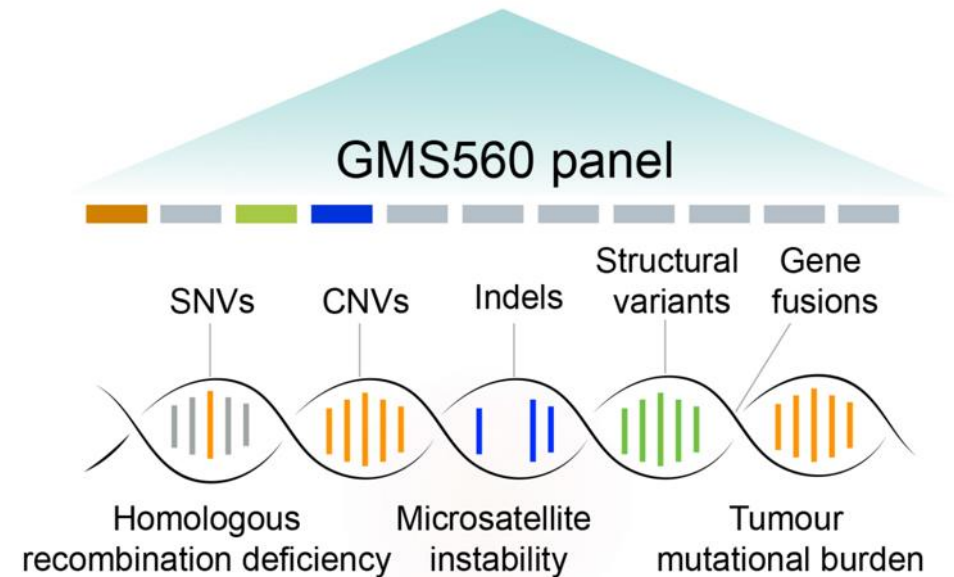 GMS560 panel
SNVs
CNVs
Indels
Structural
variants
Gene
fusions
Homologous
recombination deficiency
Microsatellite
instability
Tumour
mutational burden